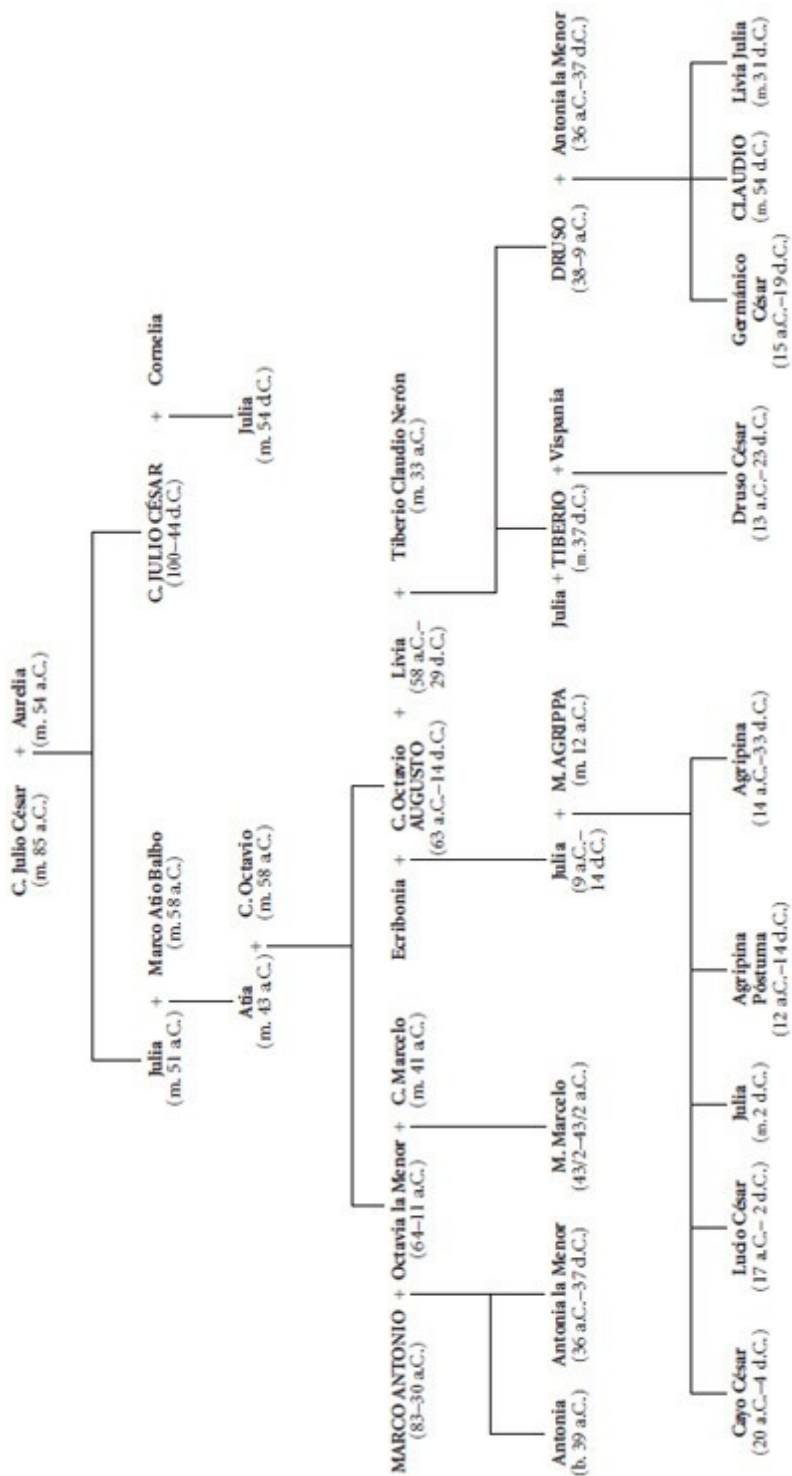 C. Julio César + Aurelia
(m. 85 a.C.) (m. 54 a.C.)
Julia + Marco Atio Balbo
(m. 51 a.C.) (m. 58 a.C.)
C. JULIO CÉSAR + Cornelia
(100–44 d.C.)
Atia + C. Octavio
(m. 43 a.C.) (m. 58 a.C.)
Julia
(m. 54 d.C.)
MARCO ANTONIO + Octavia la Menor + C. Marcelo
(83–30 a.C.) (64–11 a.C.) (m. 41 a.C.)
Ecribonia + C. Octavio + Livia + Tiberio Claudio Nerón
AUGUSTO (58 a.C.– (m. 33 a.C.)
(63 a.C.–14 d.C.) 29 d.C.)
Antonia
(b. 39 a.C.)
Antonia la Menor
(36 a.C.–37 d.C.)
M. Marcelo
(43/2–43/2 a.C.)
Julia + M. AGRIPPA
(9 a.C.– (m. 12 a.C.)
14 d.C.)
Julia + TIBERIO + Vispania
(m. 37 d.C.)
DRUSO + Antonia la Menor
(38–9 a.C.) (36 a.C.–37 d.C.)
Cayo César
(20 a.C.–4 d.C.)
Lucio César
(17 a.C.– 2 d.C.)
Julia
(m. 2 d.C.)
Agripina
Póstuma
(12 a.C.–14 d.C.)
Agripina
(14 a.C.–33 d.C.)
Druso César
(13 a.C.–23 d.C.)
Germánico
César
(15 a.C.–19 d.C.)
CLAUDIO
(m. 54 d.C.)
Livia Julia
(m.31 d.C.)